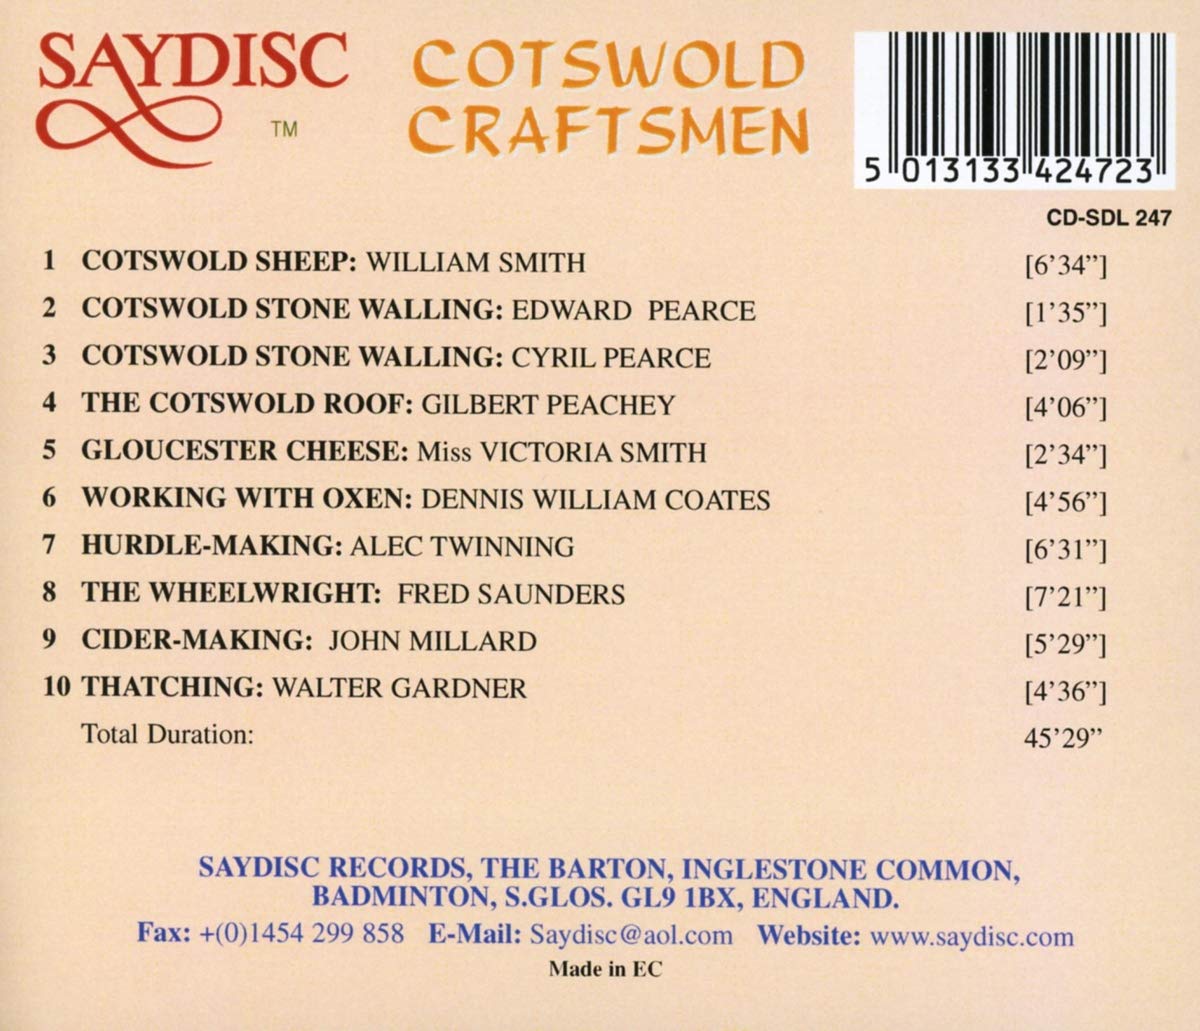 SAYDISC
TM
COTSWOLD
CRAFTSMEN
5 013133 424723
CD-SDL 247
1 COTSWOLD SHEEP: WILLIAM SMITH [6’34”]
2 COTSWOLD STONE WALLING: EDWARD PEARCE [1’35”]
3 COTSWOLD STONE WALLING: CYRIL PEARCE [2’09”]
4 THE COTSWOLD ROOF: GILBERT PEACHEY [4’06”]
5 GLOUCESTER CHEESE: Miss VICTORIA SMITH [2’34”]
6 WORKING WITH OXEN: DENNIS WILLIAM COATES [4’56”]
7 HURDLE-MAKING: ALEC TWINNING [6’31”]
8 THE WHEELWRIGHT: FRED SAUNDERS [7’21”]
9 CIDER-MAKING: JOHN MILLARD [5’29”]
10 THATCHING: WALTER GARDNER [4’36”]
Total Duration: 45’29”
SAYDISC RECORDS, THE BARTON, INGLESTONE COMMON,
BADMINTON, S.GLOS. GL9 1BX, ENGLAND.
Fax: +(0)1454 299 858 E-Mail: Saydisc@aol.com Website: www.saydisc.com
Made in EC